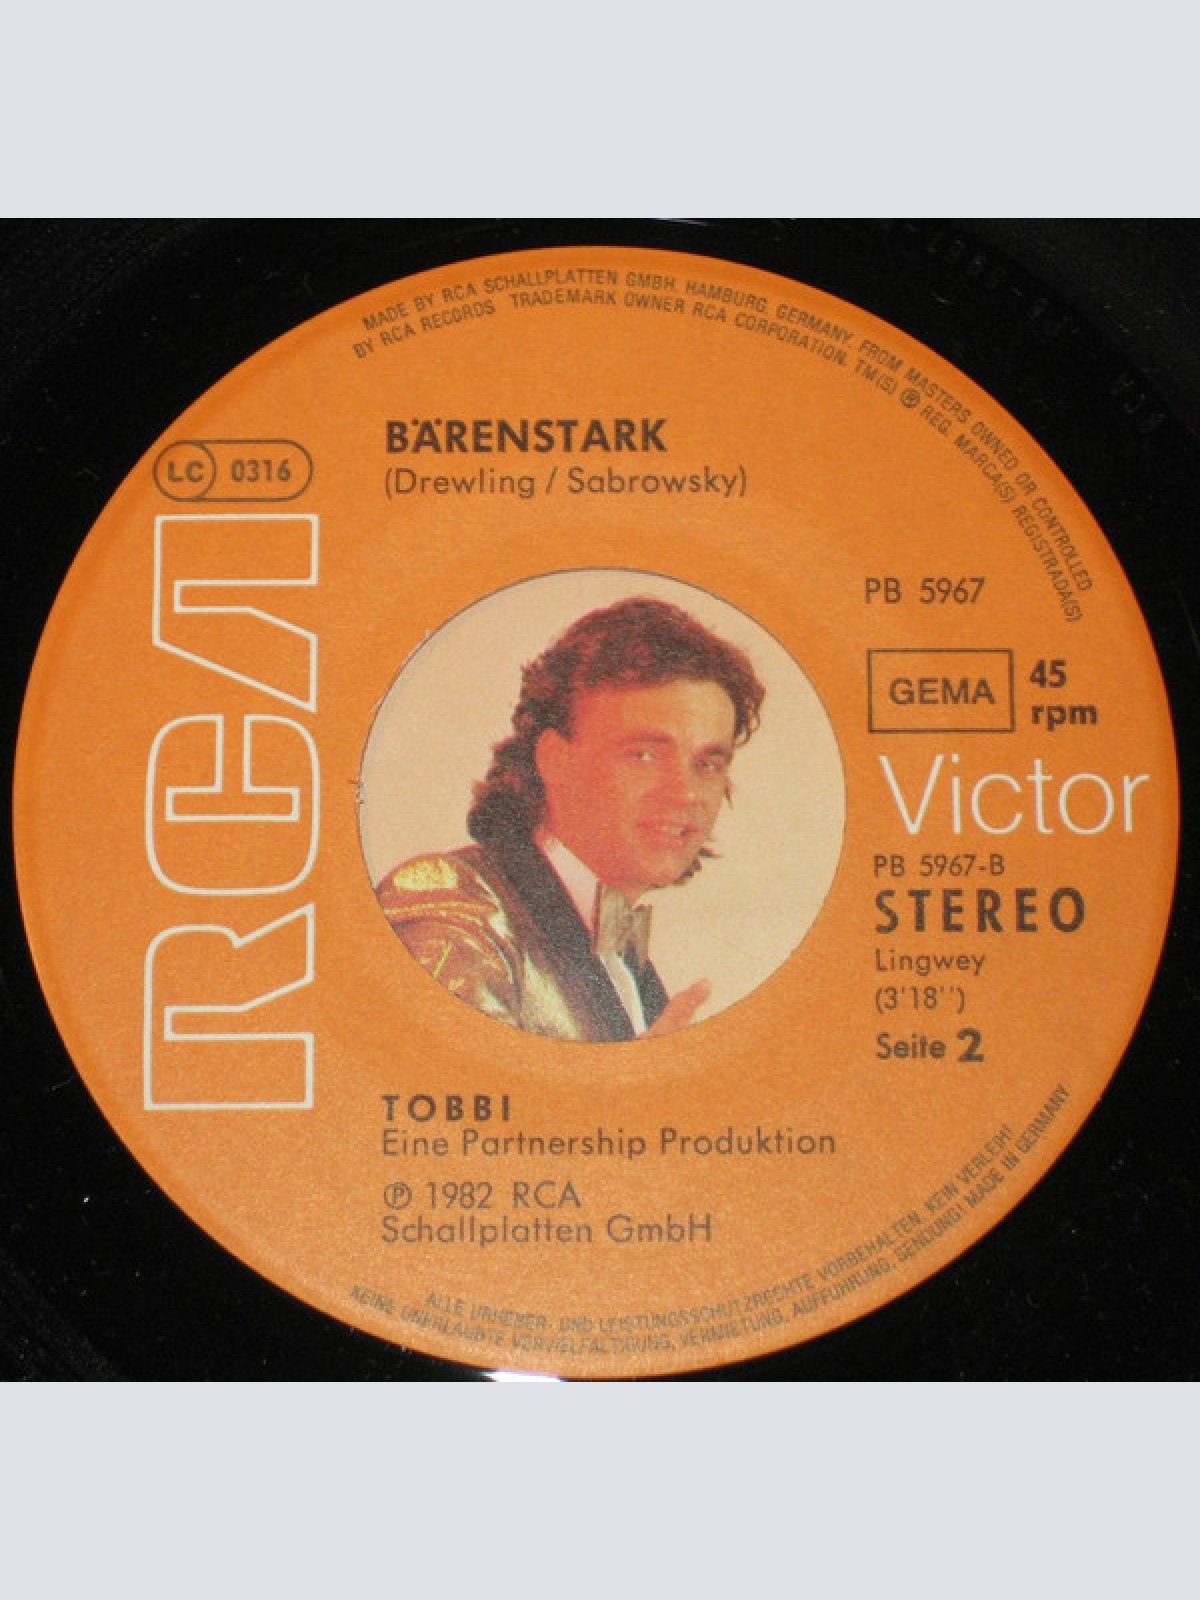 MADE BY RCA SCHALLPLATTEN GMBH, HAMBURG, GERMANY, FROM MASTERS OWNED OR CONTROLLED
BY RCA RECORDS TRADEMARK OWNER RCA CORPORATION. TM(S) ® REG. MARCA(S) REGISTRADA(S)
BÄRENSTARK
(Drewling / Sabrowsky)
LC 0316
RCA
PB 5967
GEMA
45
rpm
Victor
PB 5967-B
STEREO
Lingwey
(3'18'')
Seite 2
TOBBI
Eine Partnership Produktion
℗ 1982 RCA
Schallplatten GmbH
ALLE URHEBER- UND LEISTUNGSSCHUTZRECHTE VORBEHALTEN. KEIN VERLEIH!
KEINE UNERLAUBTE VERVIELFÄLTIGUNG, VERMIETUNG, AUFFÜHRUNG, SENDUNG! MADE IN GERMANY